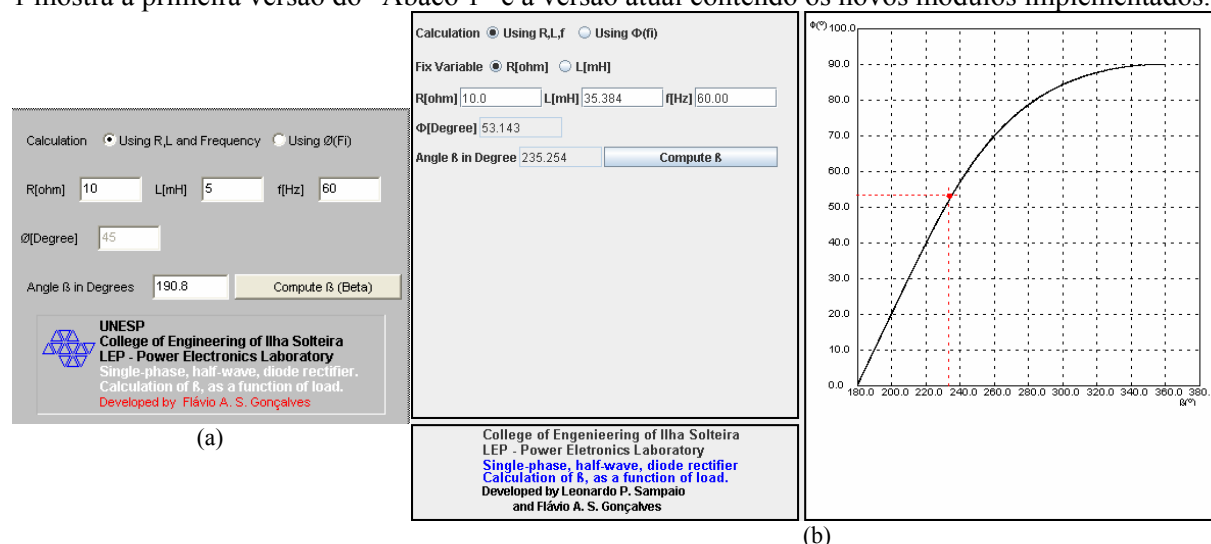 1 mostra a primeira versão do "Ábaco 1" e a versão atual contendo os novos módulos implementados.
Calculation Using R,L and Frequency Using Ø(Fi)
R[ohm] 10 L[mH] 5 f[Hz] 60
Ø[Degree] 45
Angle ß in Degrees 190.8 Compute ß (Beta)
UNESP
College of Engineering of Ilha Solteira
LEP - Power Electronics Laboratory
Single-phase, half-wave, diode rectifier.
Calculation of ß, as a function of load.
Developed by Flávio A. S. Gonçalves
(a)
Calculation Using R,L,f Using Φ(fi)
Fix Variable R[ohm] L[mH]
R[ohm] 10.0 L[mH] 35.384 f[Hz] 60.00
Φ[Degree] 53.143
Angle ß in Degree 235.254 Compute ß
College of Engenieering of Ilha Solteira
LEP - Power Eletronics Laboratory
Single-phase, half-wave, diode rectifier
Calculation of ß, as a function of load.
Developed by Leonardo P. Sampaio
and Flávio A. S. Gonçalves
Φ(º) 100.0
90.0
80.0
70.0
60.0
50.0
40.0
30.0
20.0
10.0
0.0
180.0 200.0 220.0 240.0 260.0 280.0 300.0 320.0 340.0 360.0 380.
ß(º)
(b)